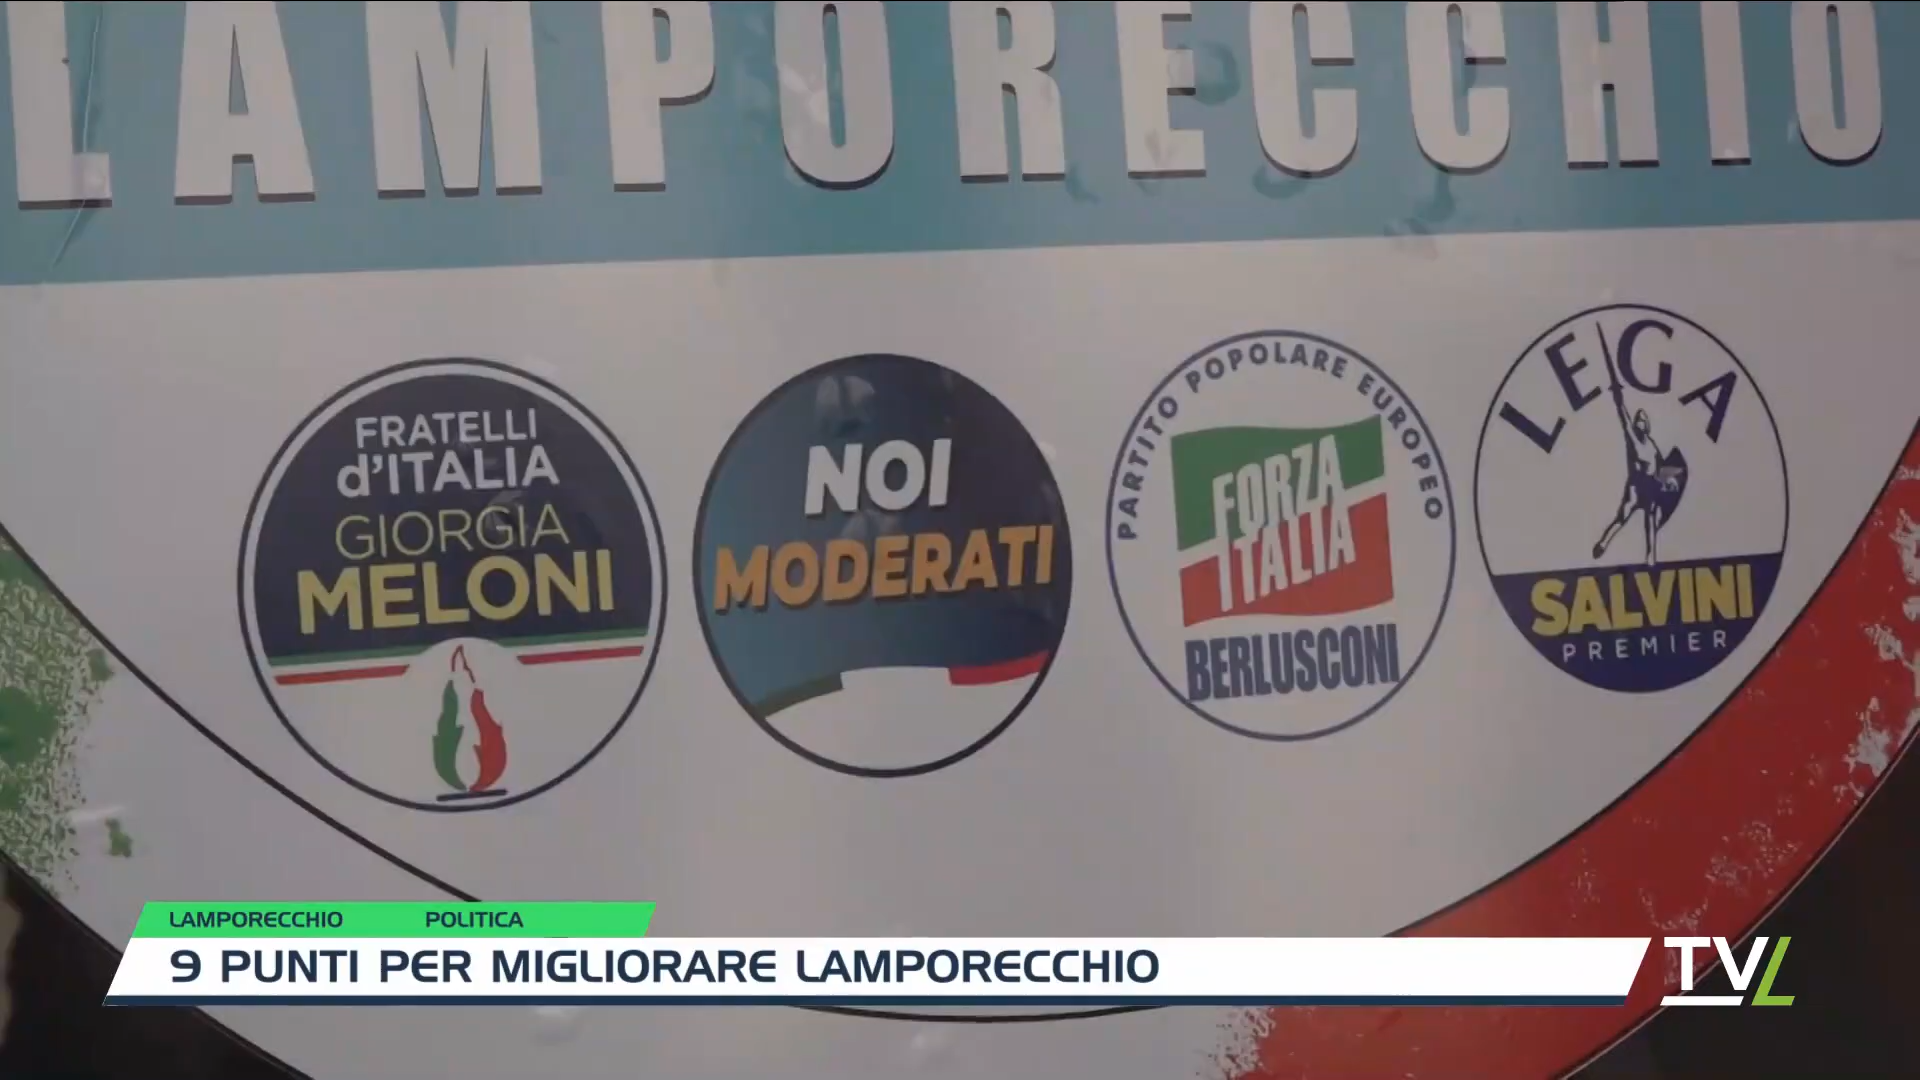 LAMPORECCHIO
FRATELLI
d'ITALIA
GIORGIA
MELONI
NOI
MODERATI
PARTITO POPOLARE EUROPEO
FORZA
ITALIA
BERLUSCONI
LEGA
SALVINI
PREMIER
LAMPORECCHIO POLITICA
9 PUNTI PER MIGLIORARE LAMPORECCHIO
TVL